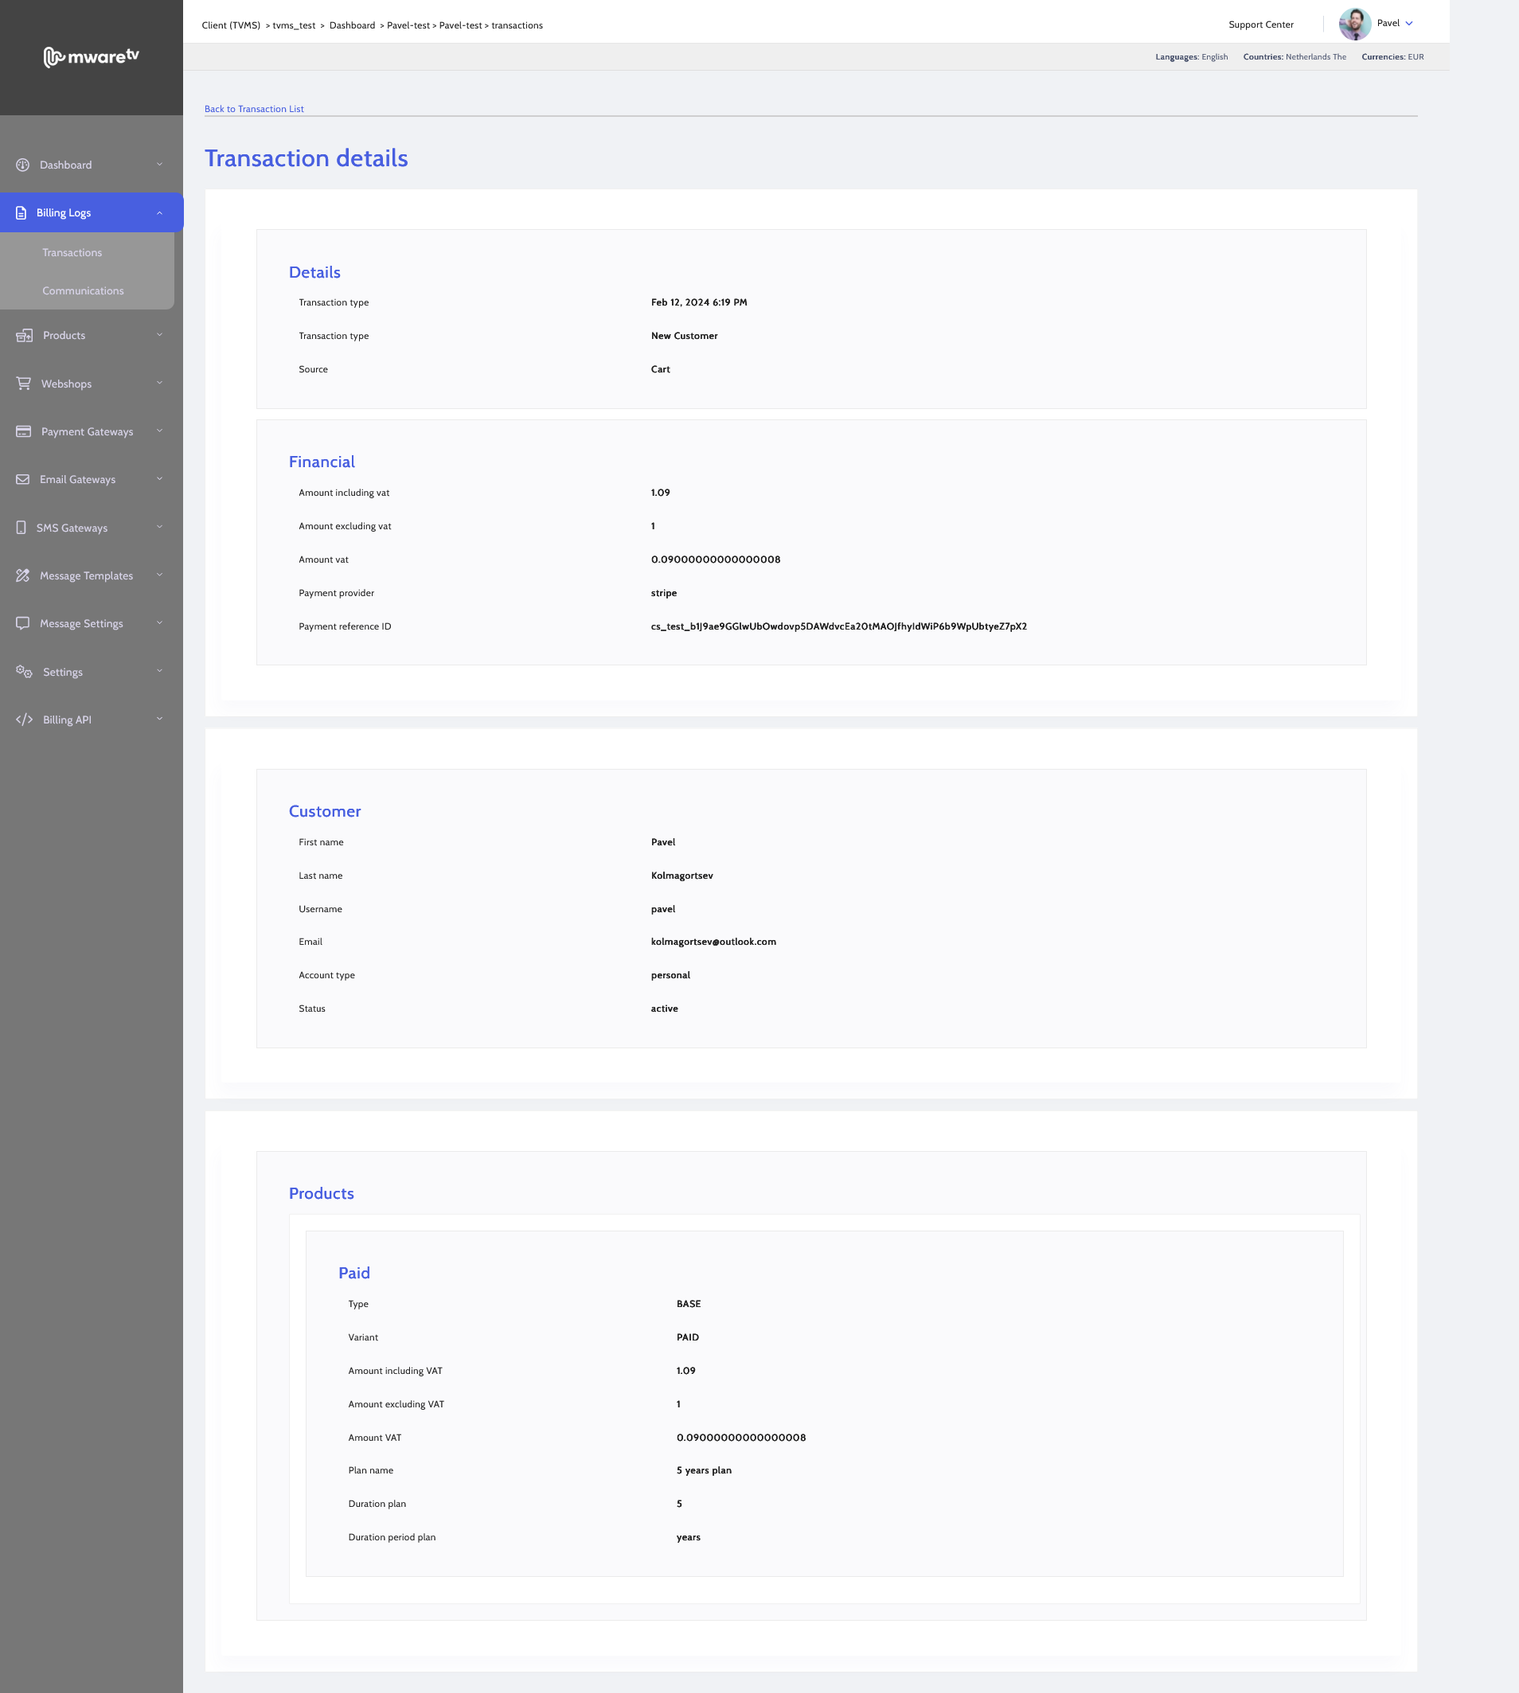 mwaretv
Client (TVMS) > tvms_test > Dashboard > Pavel-test > Pavel-test > transactions
Support Center
Pavel
Languages: English Countries: Netherlands The Currencies: EUR
Dashboard
Billing Logs
Transactions
Communications
Products
Webshops
Payment Gateways
Email Gateways
SMS Gateways
Message Templates
Message Settings
Settings
Billing API
Back to Transaction List
Transaction details
Details
Transaction type Feb 12, 2024 6:19 PM
Transaction type New Customer
Source Cart
Financial
Amount including vat 1.09
Amount excluding vat 1
Amount vat 0.09000000000000008
Payment provider stripe
Payment reference ID cs_test_b1J9ae9GGlwUbOwdovp5DAWdvcEa20tMAOJfhyIdWiP6b9WpUbtyeZ7pX2
Customer
First name Pavel
Last name Kolmagortsev
Username pavel
Email kolmagortsev@outlook.com
Account type personal
Status active
Products
Paid
Type BASE
Variant PAID
Amount including VAT 1.09
Amount excluding VAT 1
Amount VAT 0.09000000000000008
Plan name 5 years plan
Duration plan 5
Duration period plan years